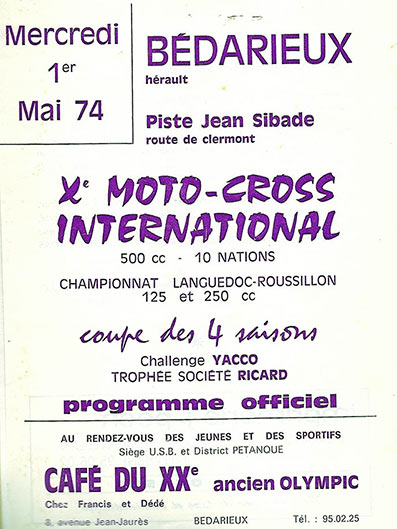 Mercredi
1er
Mai 74
BÉDARIEUX
hérault
Piste Jean Sibade
route de clermont
Xe MOTO-CROSS
INTERNATIONAL
500 cc - 10 NATIONS
CHAMPIONNAT LANGUEDOC-ROUSSILLON
125 et 250 cc
coupe des 4 saisons
Challenge YACCO
TROPHÉE SOCIÉTÉ RICARD
programme officiel
AU RENDEZ-VOUS DES JEUNES ET DES SPORTIFS
Siège U.S.B. et District PETANQUE
CAFÉ DU XXe ancien OLYMPIC
Chez Francis et Dédé
8, avenue Jean-Jaurès BEDARIEUX Tél. : 95.02.25